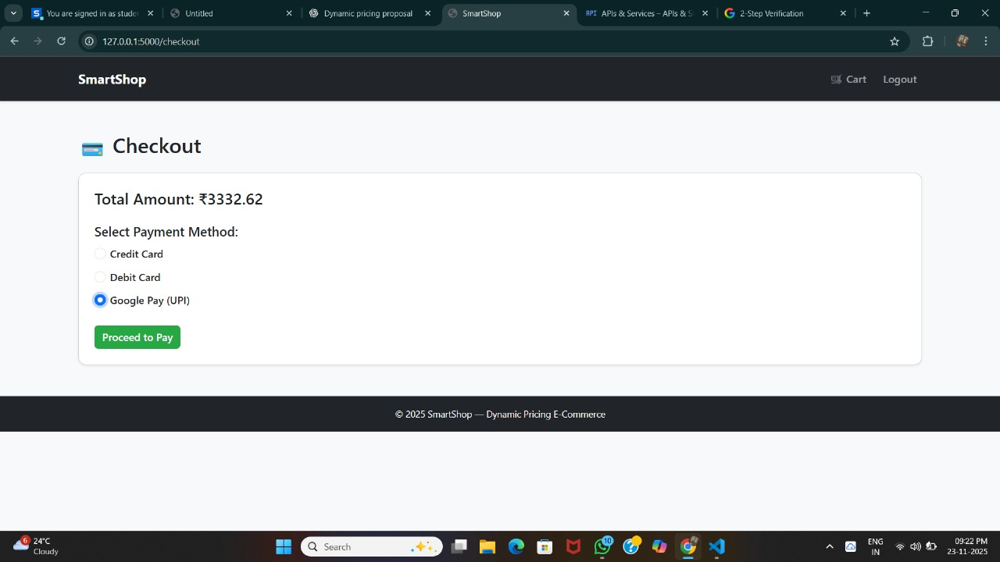 You are signed in as studer
Untitled
Dynamic pricing proposal
SmartShop
API APIs & Services – APIs & S
2-Step Verification
127.0.0.1:5000/checkout
SmartShop
Cart
Logout
Checkout
Total Amount: ₹3332.62
Select Payment Method:
Credit Card
Debit Card
Google Pay (UPI)
Proceed to Pay
© 2025 SmartShop — Dynamic Pricing E-Commerce
6
24°C
Cloudy
Search
10
ENG
IN
09:22 PM
23-11-2025